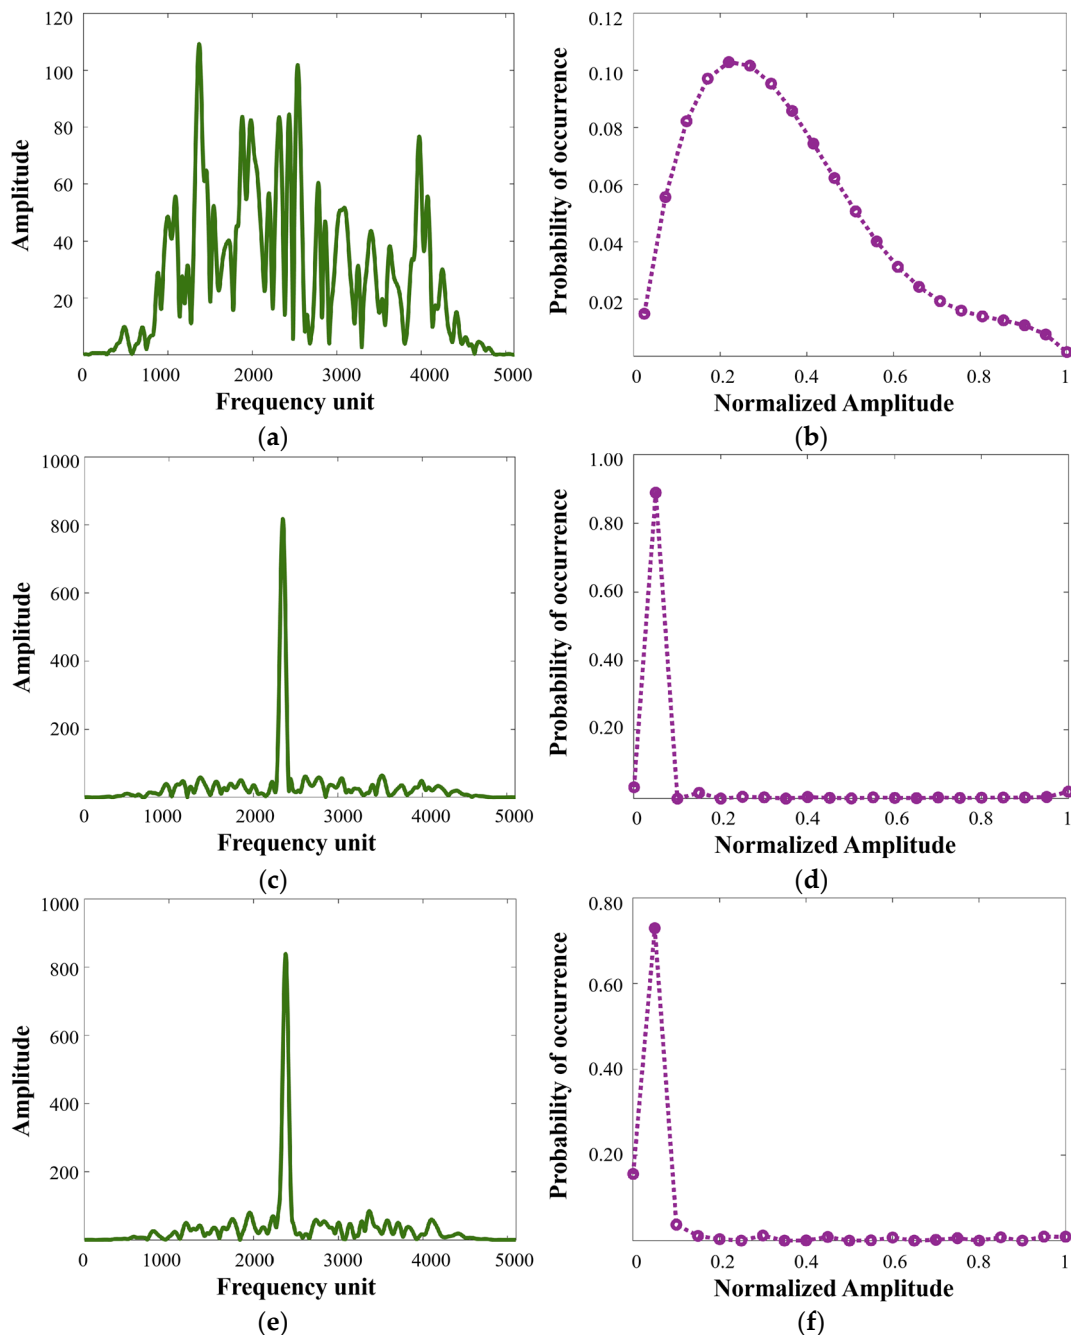 120
100
80
60
40
20
Amplitude
0 1000 2000 3000 4000 5000
Frequency unit
(a)
0.12
0.10
0.08
0.06
0.04
0.02
Probability of occurrence
0 0.2 0.4 0.6 0.8 1
Normalized Amplitude
(b)
1000
800
600
400
200
Amplitude
0 1000 2000 3000 4000 5000
Frequency unit
(c)
1.00
0.80
0.60
0.40
0.20
Probability of occurrence
0 0.2 0.4 0.6 0.8 1
Normalized Amplitude
(d)
1000
800
600
400
200
Amplitude
0 1000 2000 3000 4000 5000
Frequency unit
(e)
0.80
0.60
0.40
0.20
Probability of occurrence
0 0.2 0.4 0.6 0.8 1
Normalized Amplitude
(f)